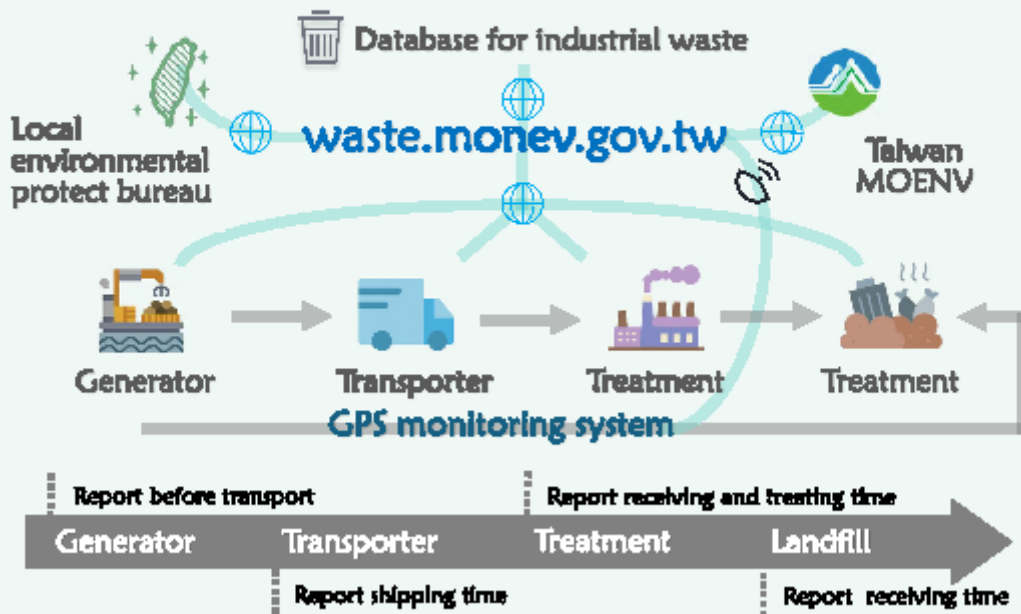 Database for industrial waste
Local
environmental
protect bureau
waste.monev.gov.tw
Taiwan
MOENV
Generator
Transporter
Treatment
Treatment
GPS monitoring system
Report before transport
Report receiving and treating time
Generator
Transporter
Treatment
Landfill
Report shipping time
Report receiving time